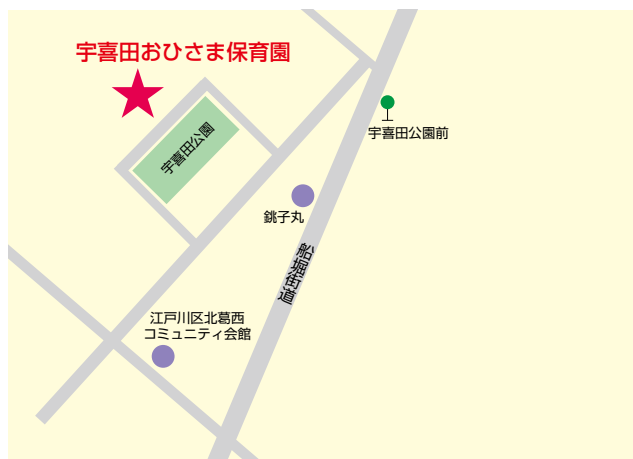 宇喜田おひさま保育園
宇喜田公園
宇喜田公園前
銚子丸
船堀街道
江戸川区北葛西
コミュニティ会館